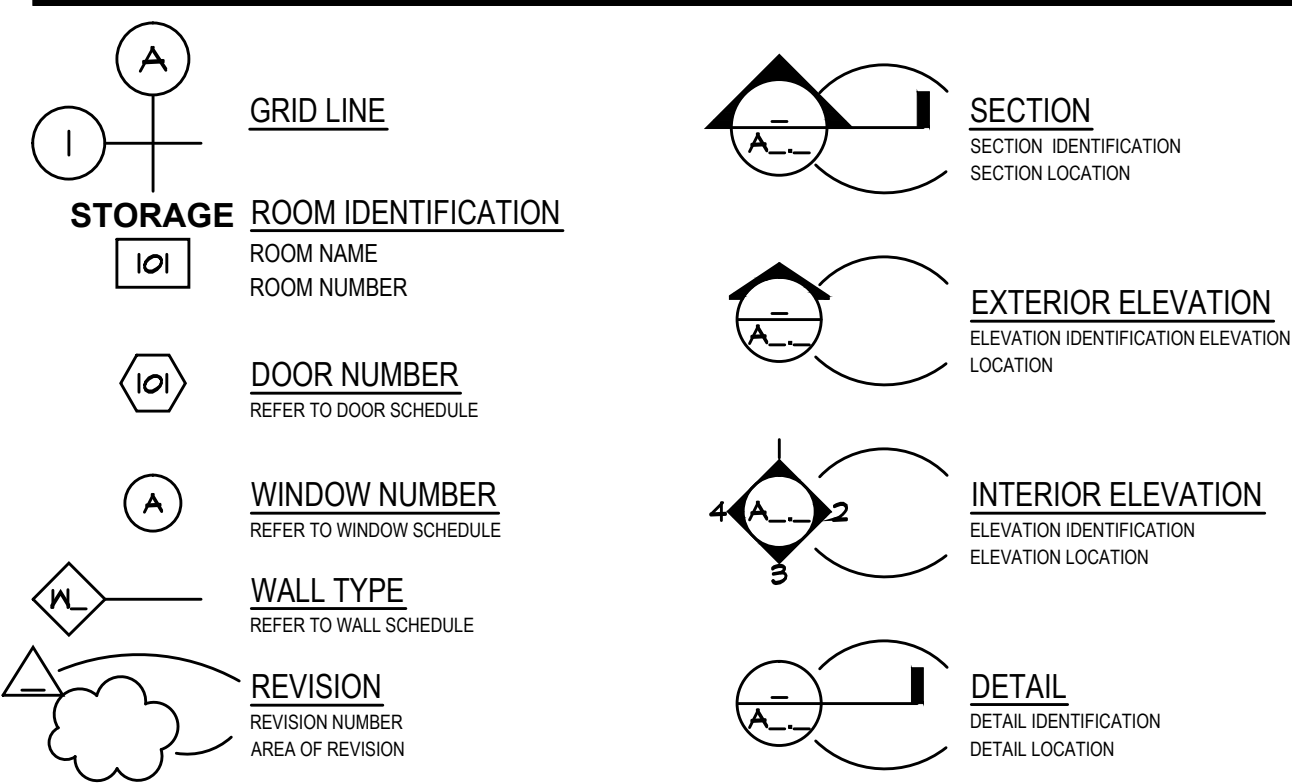 A
1
GRID LINE
STORAGE
101
ROOM IDENTIFICATION
ROOM NAME
ROOM NUMBER
101
DOOR NUMBER
REFER TO DOOR SCHEDULE
A
WINDOW NUMBER
REFER TO WINDOW SCHEDULE
W_
WALL TYPE
REFER TO WALL SCHEDULE
_
REVISION
REVISION NUMBER
AREA OF REVISION
_
A_._
SECTION
SECTION IDENTIFICATION
SECTION LOCATION
_
A_._
EXTERIOR ELEVATION
ELEVATION IDENTIFICATION ELEVATION
LOCATION
1
4 A_._ 2
3
INTERIOR ELEVATION
ELEVATION IDENTIFICATION
ELEVATION LOCATION
_
A_._
DETAIL
DETAIL IDENTIFICATION
DETAIL LOCATION